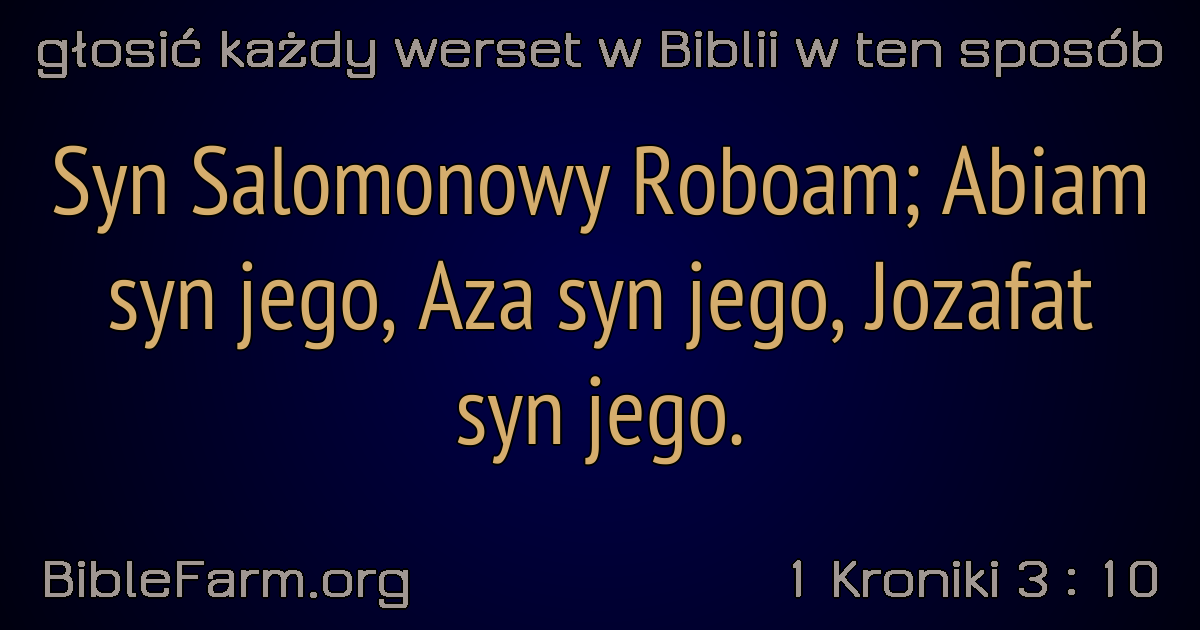 głosić każdy werset w Biblii w ten sposób
Syn Salomonowy Roboam; Abiam
syn jego, Aza syn jego, Jozafat
syn jego.
BibleFarm.org
1 Kroniki 3 : 10